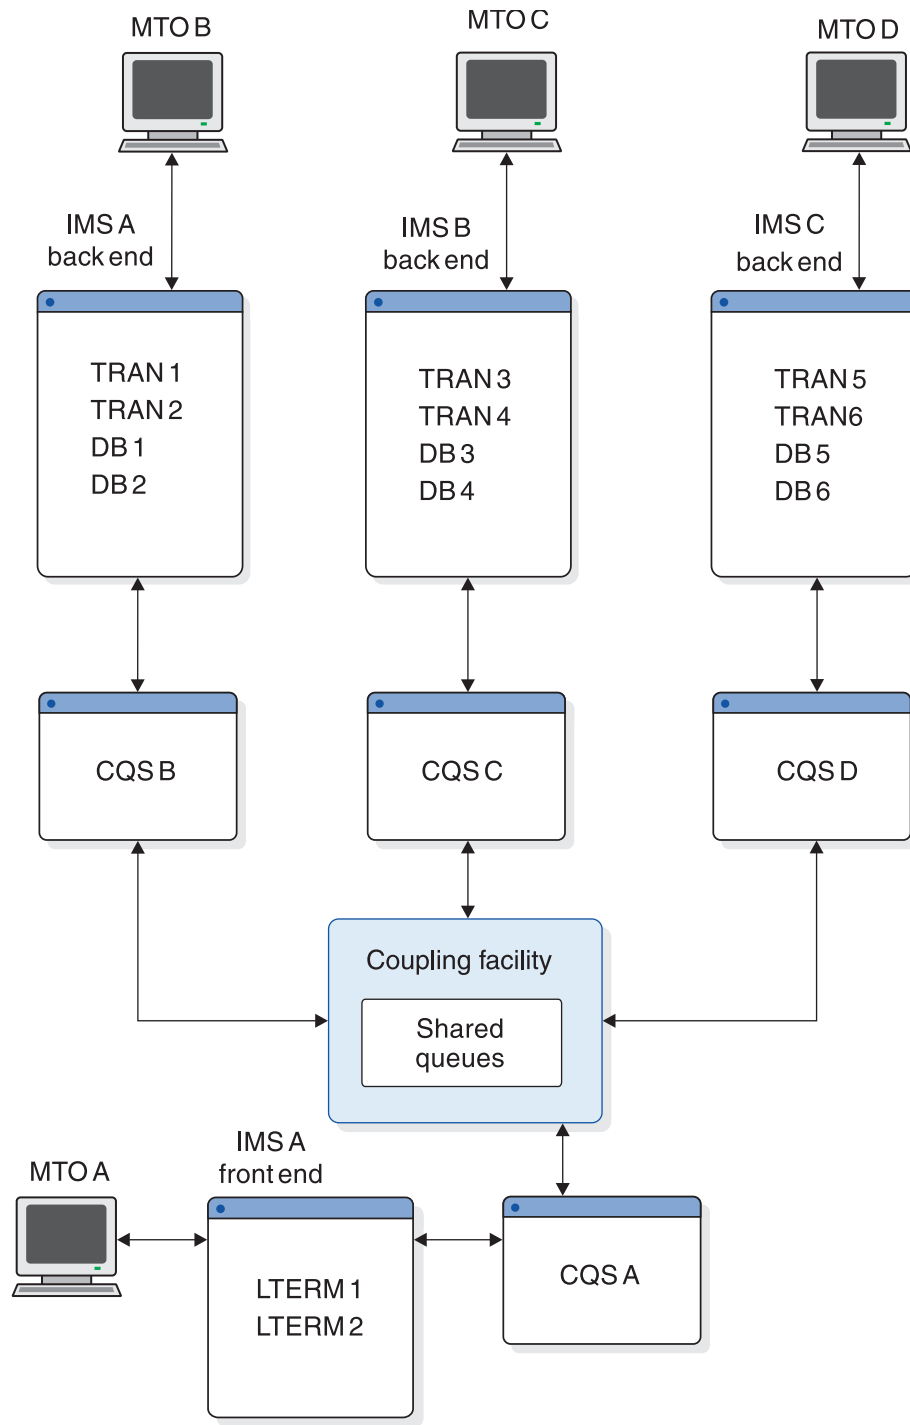 MTO B
MTO C
MTO D
IMS A
back end
IMS B
back end
IMS C
back end
TRAN 1
TRAN 2
DB 1
DB 2
TRAN 3
TRAN 4
DB 3
DB 4
TRAN 5
TRAN6
DB 5
DB 6
CQS B
CQS C
CQS D
Coupling facility
Shared
queues
IMS A
front end
MTO A
LTERM 1
LTERM 2
CQS A